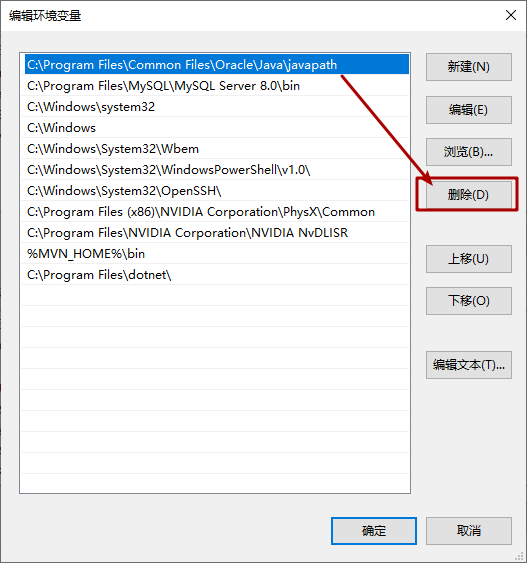 编辑环境变量
C:\Program Files\Common Files\Oracle\Java\javapath
C:\Program Files\MySQL\MySQL Server 8.0\bin
C:\Windows\system32
C:\Windows
C:\Windows\System32\Wbem
C:\Windows\System32\WindowsPowerShell\v1.0\
C:\Windows\System32\OpenSSH\
C:\Program Files (x86)\NVIDIA Corporation\PhysX\Common
C:\Program Files\NVIDIA Corporation\NVIDIA NvDLISR
%MVN_HOME%\bin
C:\Program Files\dotnet\
新建(N)
编辑(E)
浏览(B)...
删除(D)
上移(U)
下移(O)
编辑文本(T)...
确定
取消